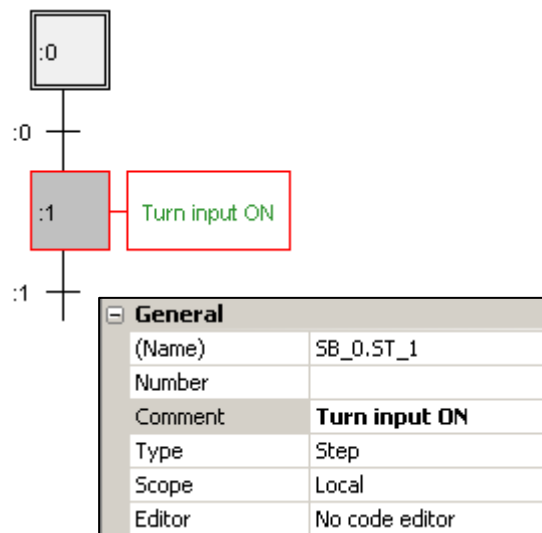 :0
:0
:1 Turn input ON
:1
General
(Name) SB_0.ST_1
Number
Comment Turn input ON
Type Step
Scope Local
Editor No code editor